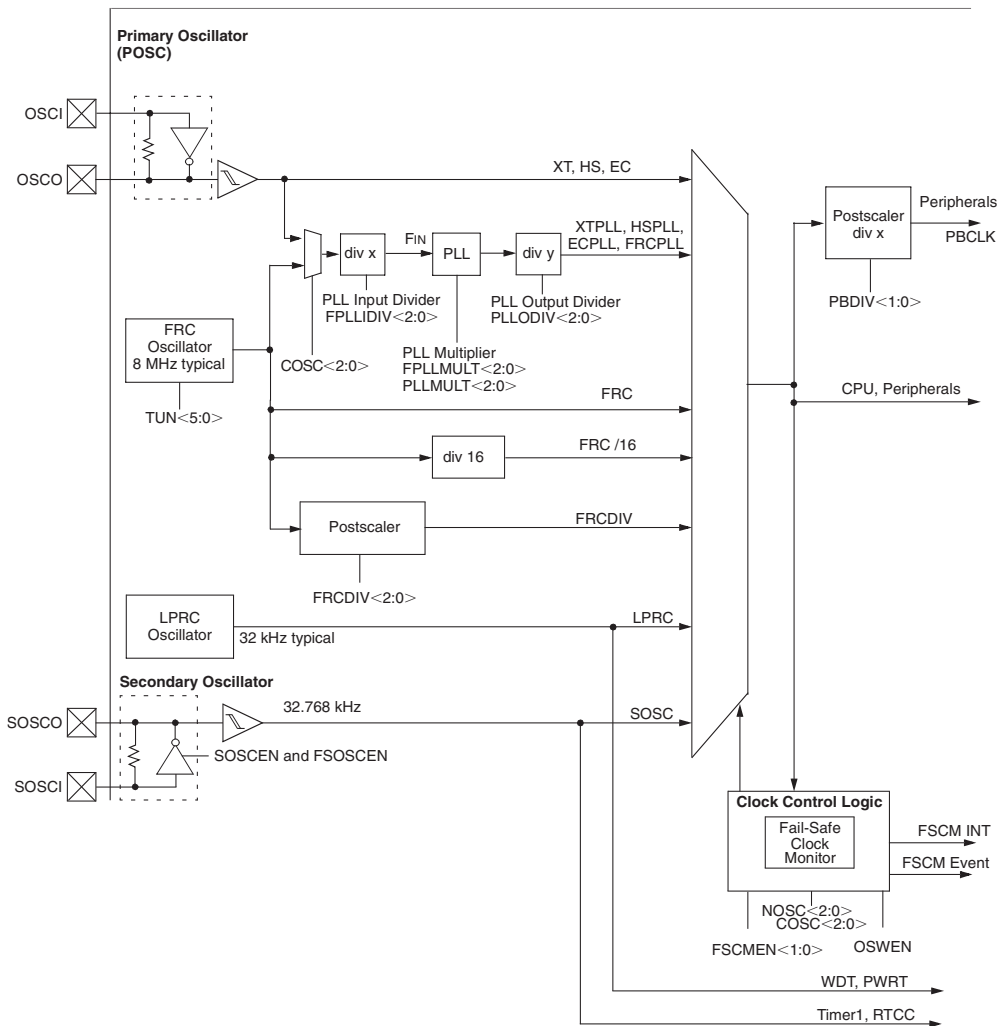 Primary Oscillator
(POSC)
OSCI
OSCO
XT, HS, EC
Peripherals
Postscaler
div x
PBCLK
PBDIV<1:0>
XTPLL, HSPLL,
ECPLL, FRCPLL
div x
FIN
PLL
div y
PLL Input Divider
FPLLIDIV<2:0>
PLL Output Divider
PLLODIV<2:0>
COSC<2:0>
PLL Multiplier
FPLLMULT<2:0>
PLLMULT<2:0>
FRC
Oscillator
8 MHz typical
TUN<5:0>
CPU, Peripherals
FRC
div 16
FRC /16
Postscaler
FRCDIV
FRCDIV<2:0>
LPRC
Oscillator
32 kHz typical
LPRC
Secondary Oscillator
SOSCO
32.768 kHz
SOSC
SOSCEN and FSOSCEN
SOSCI
Clock Control Logic
Fail-Safe
Clock
Monitor
FSCM INT
FSCM Event
NOSC<2:0>
COSC<2:0>
FSCMEN<1:0>
OSWEN
WDT, PWRT
Timer1, RTCC